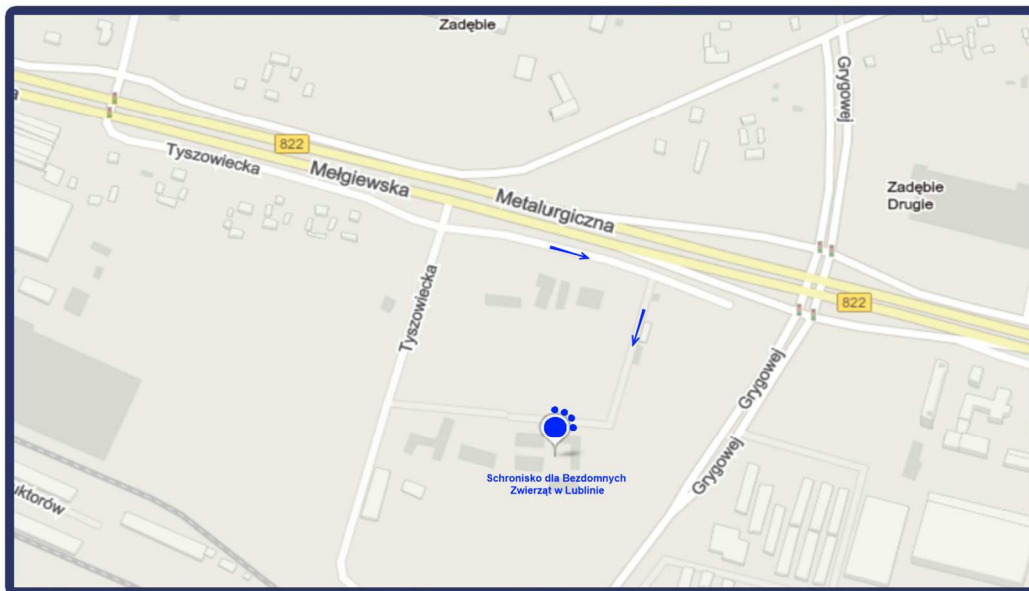 Zadębie
Grygowej
822
Tyszowiecka
Mełgiewska
Metalurgiczna
Zadębie
Drugie
822
Tyszowiecka
Grygowej
Grygowej
Schronisko dla Bezdomnych
Zwierząt w Lublinie
uktorów